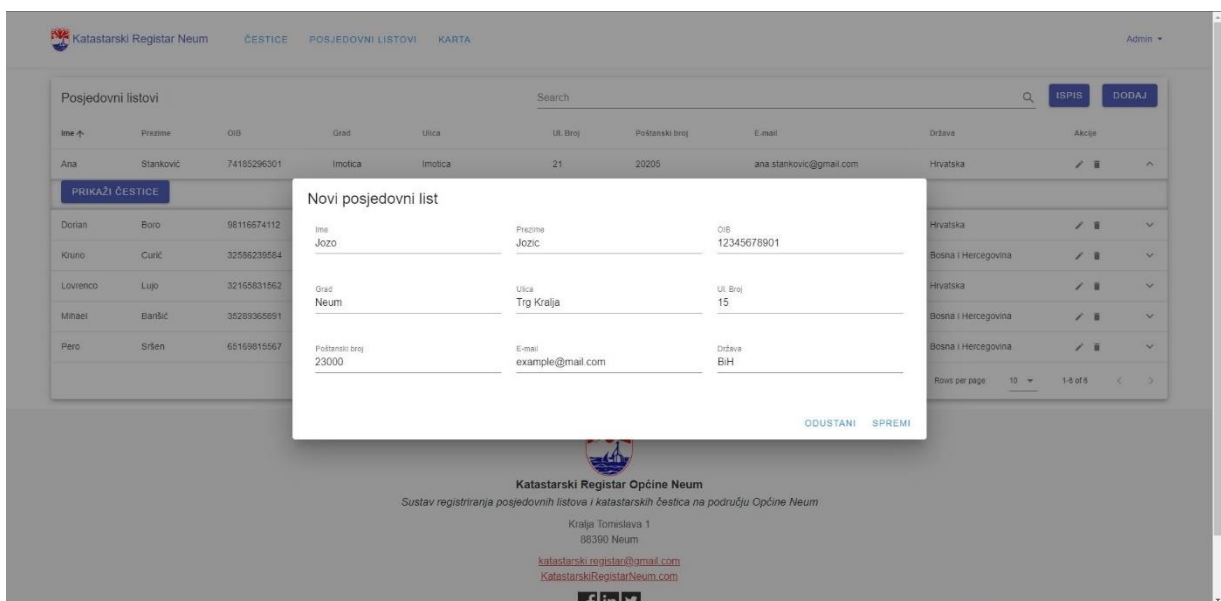 Katastarski Registar Neum ČESTICE POSJEDOVNI LISTOVI KARTA Admin
Posjedovni listovi Search ISPIS DODAJ
Ime Prezime OIB Grad Ulica Ul. Broj Poštanski broj E-mail Država Akcije
Ana Stanković 74185296301 Imotica Imotica 21 20205 ana.stankovic@gmail.com Hrvatska
PRIKAŽI ČESTICE
Novi posjedovni list
Dorian Boro 98116674112 Hrvatska
Kruno Curić 32586239584 Bosna i Hercegovina
Lovrenco Lujo 32165831562 Hrvatska
Mihael Barišić 35289365891 Bosna i Hercegovina
Pero Sršen 65169815567 Bosna i Hercegovina
Ime Prezime OIB
Jozo Jozic 12345678901
Grad Ulica Ul. Broj
Neum Trg Kralja 15
Poštanski broj E-mail Država
23000 example@mail.com BiH
Rows per page: 10 1-6 of 6
ODUSTANI SPREMI
Katastarski Registar Općine Neum
Sustav registriranja posjedovnih listova i katastarskih čestica na području Općine Neum
Kralja Tomislava 1
88390 Neum
katastarski.registar@gmail.com
KatastarskiRegistarNeum.com